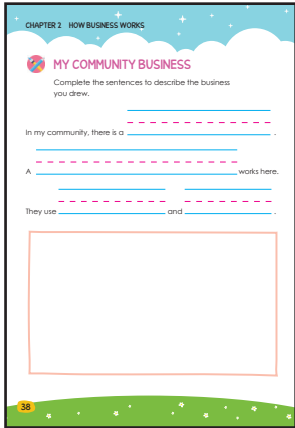 CHAPTER 2 HOW BUSINESS WORKS
MY COMMUNITY BUSINESS
Complete the sentences to describe the business
you drew.
In my community, there is a .
A works here.
They use and .
38